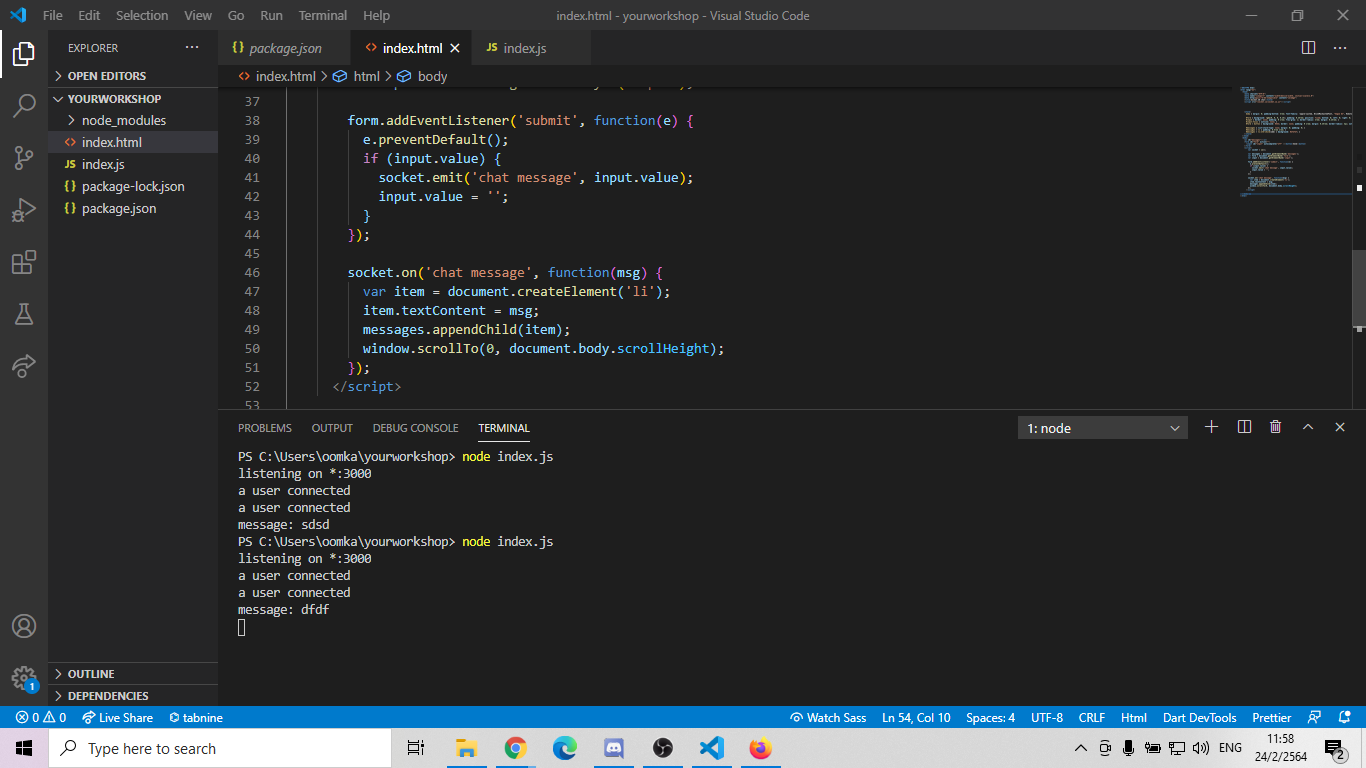 File Edit Selection View Go Run Terminal Help
index.html - yourworkshop - Visual Studio Code
EXPLORER
OPEN EDITORS
YOURWORKSHOP
node_modules
index.html
index.js
package-lock.json
package.json
OUTLINE
DEPENDENCIES
package.json index.html index.js
index.html > html > body
37
38 form.addEventListener('submit', function(e) {
39 e.preventDefault();
40 if (input.value) {
41 socket.emit('chat message', input.value);
42 input.value = '';
43 }
44 });
45
46 socket.on('chat message', function(msg) {
47 var item = document.createElement('li');
48 item.textContent = msg;
49 messages.appendChild(item);
50 window.scrollTo(0, document.body.scrollHeight);
51 });
52 </script>
53
PROBLEMS OUTPUT DEBUG CONSOLE TERMINAL
1: node
PS C:\Users\oomka\yourworkshop> node index.js
listening on *:3000
a user connected
a user connected
message: sdsd
PS C:\Users\oomka\yourworkshop> node index.js
listening on *:3000
a user connected
a user connected
message: dfdf
1
0 0 Live Share tabnine
Watch Sass Ln 54, Col 10 Spaces: 4 UTF-8 CRLF Html Dart DevTools Prettier
Type here to search
ENG
11:58
24/2/2564
2